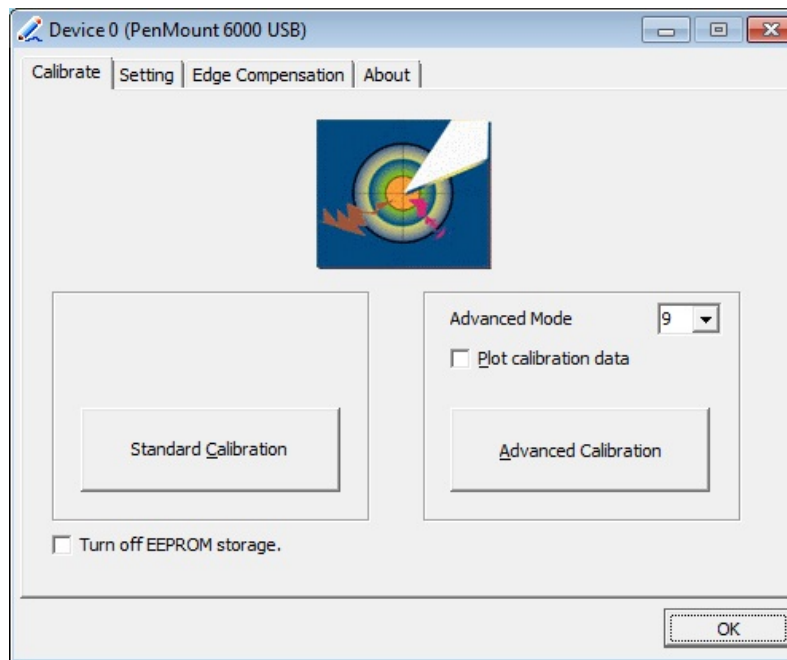 Device 0 (PenMount 6000 USB)
Calibrate Setting Edge Compensation About
Advanced Mode 9
Plot calibration data
Standard Calibration
Advanced Calibration
Turn off EEPROM storage.
OK